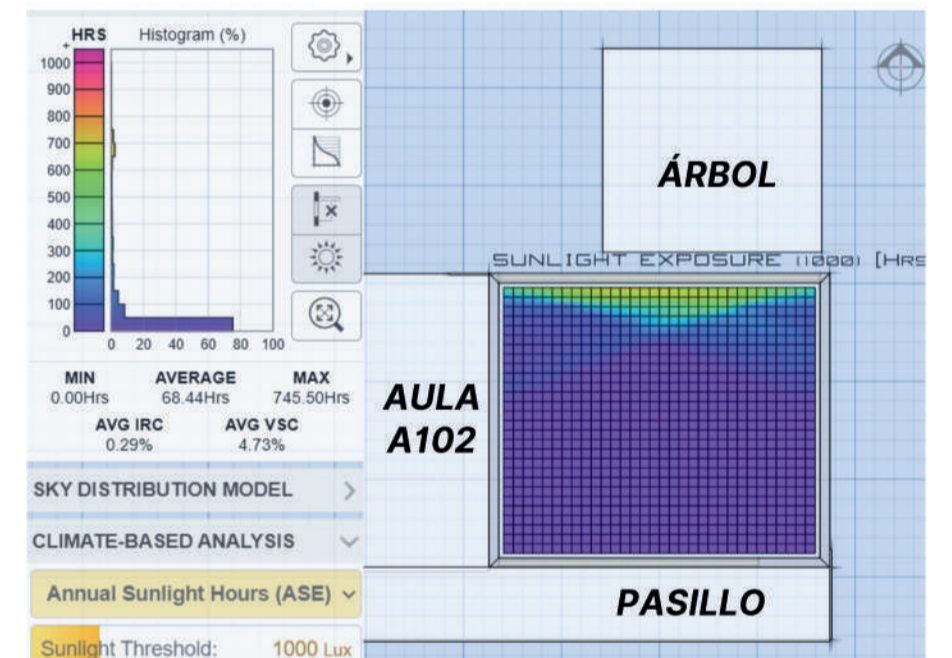 HRS Histogram (%)
+
1000
900
800
700
600
500
400
300
200
100
0
0 20 40 60 80 100
MIN AVERAGE MAX
0.00Hrs 68.44Hrs 745.50Hrs
AVG IRC AVG VSC
0.29% 4.73%
SKY DISTRIBUTION MODEL
CLIMATE-BASED ANALYSIS
Annual Sunlight Hours (ASE)
Sunlight Threshold: 1000 Lux
ÁRBOL
SUNLIGHT EXPOSURE (1000) [HRS
AULA
A102
PASILLO